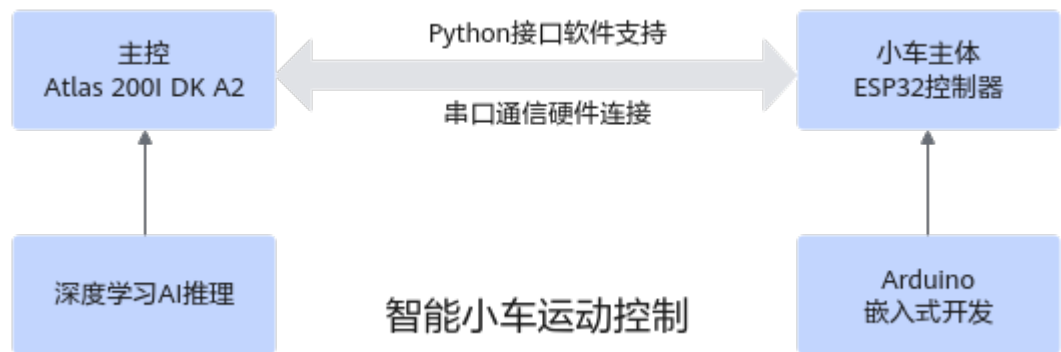 Python接口软件支持
主控
Atlas 200I DK A2
小车主体
ESP32控制器
串口通信硬件连接
深度学习AI推理
智能小车运动控制
Arduino
嵌入式开发